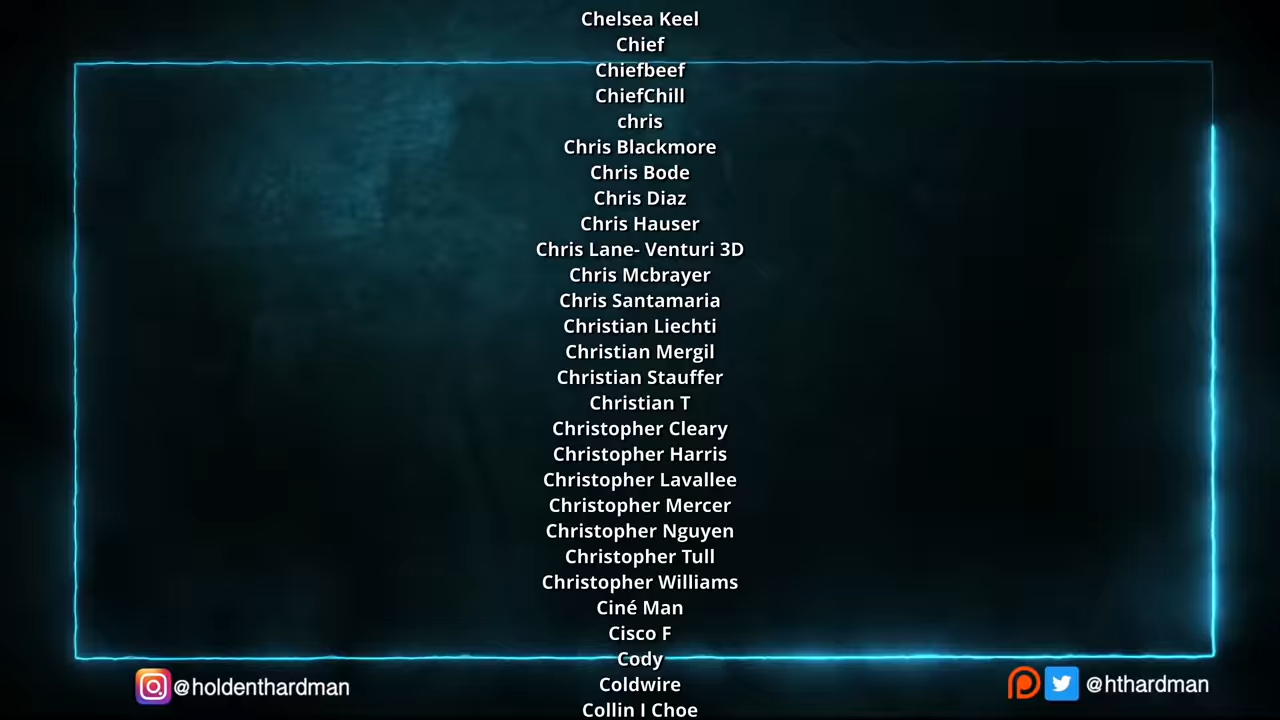 Chelsea Keel
Chief
Chiefbeef
ChiefChill
chris
Chris Blackmore
Chris Bode
Chris Diaz
Chris Hauser
Chris Lane- Venturi 3D
Chris Mcbrayer
Chris Santamaria
Christian Liechti
Christian Mergil
Christian Stauffer
Christian T
Christopher Cleary
Christopher Harris
Christopher Lavallee
Christopher Mercer
Christopher Nguyen
Christopher Tull
Christopher Williams
Ciné Man
Cisco F
Cody
Coldwire
Collin I Choe
@holdenthardman
@hthardman